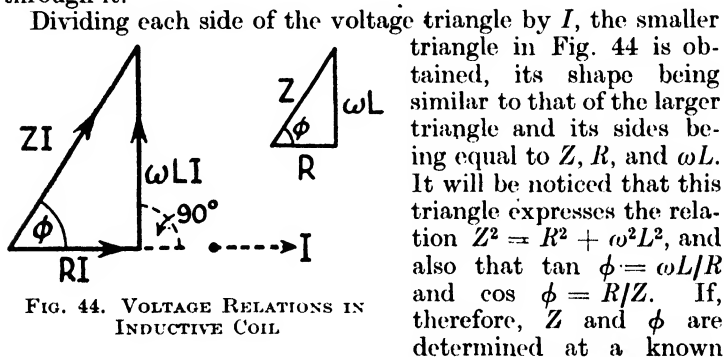 through it.
Dividing each side of the voltage triangle by I, the smaller
triangle in Fig. 44 is ob-
tained, its shape being
similar to that of the larger
triangle and its sides be-
ing equal to Z, R, and ωL.
It will be noticed that this
triangle expresses the rela-
tion Z² = R² + ω²L², and
also that tan ϕ = ωL/R
and cos ϕ = R/Z. If,
therefore, Z and ϕ are
determined at a known
ZI
ϕ
RI
ωLI
90°
I
Z
ϕ
ωL
R
FIG. 44. VOLTAGE RELATIONS IN
INDUCTIVE COIL